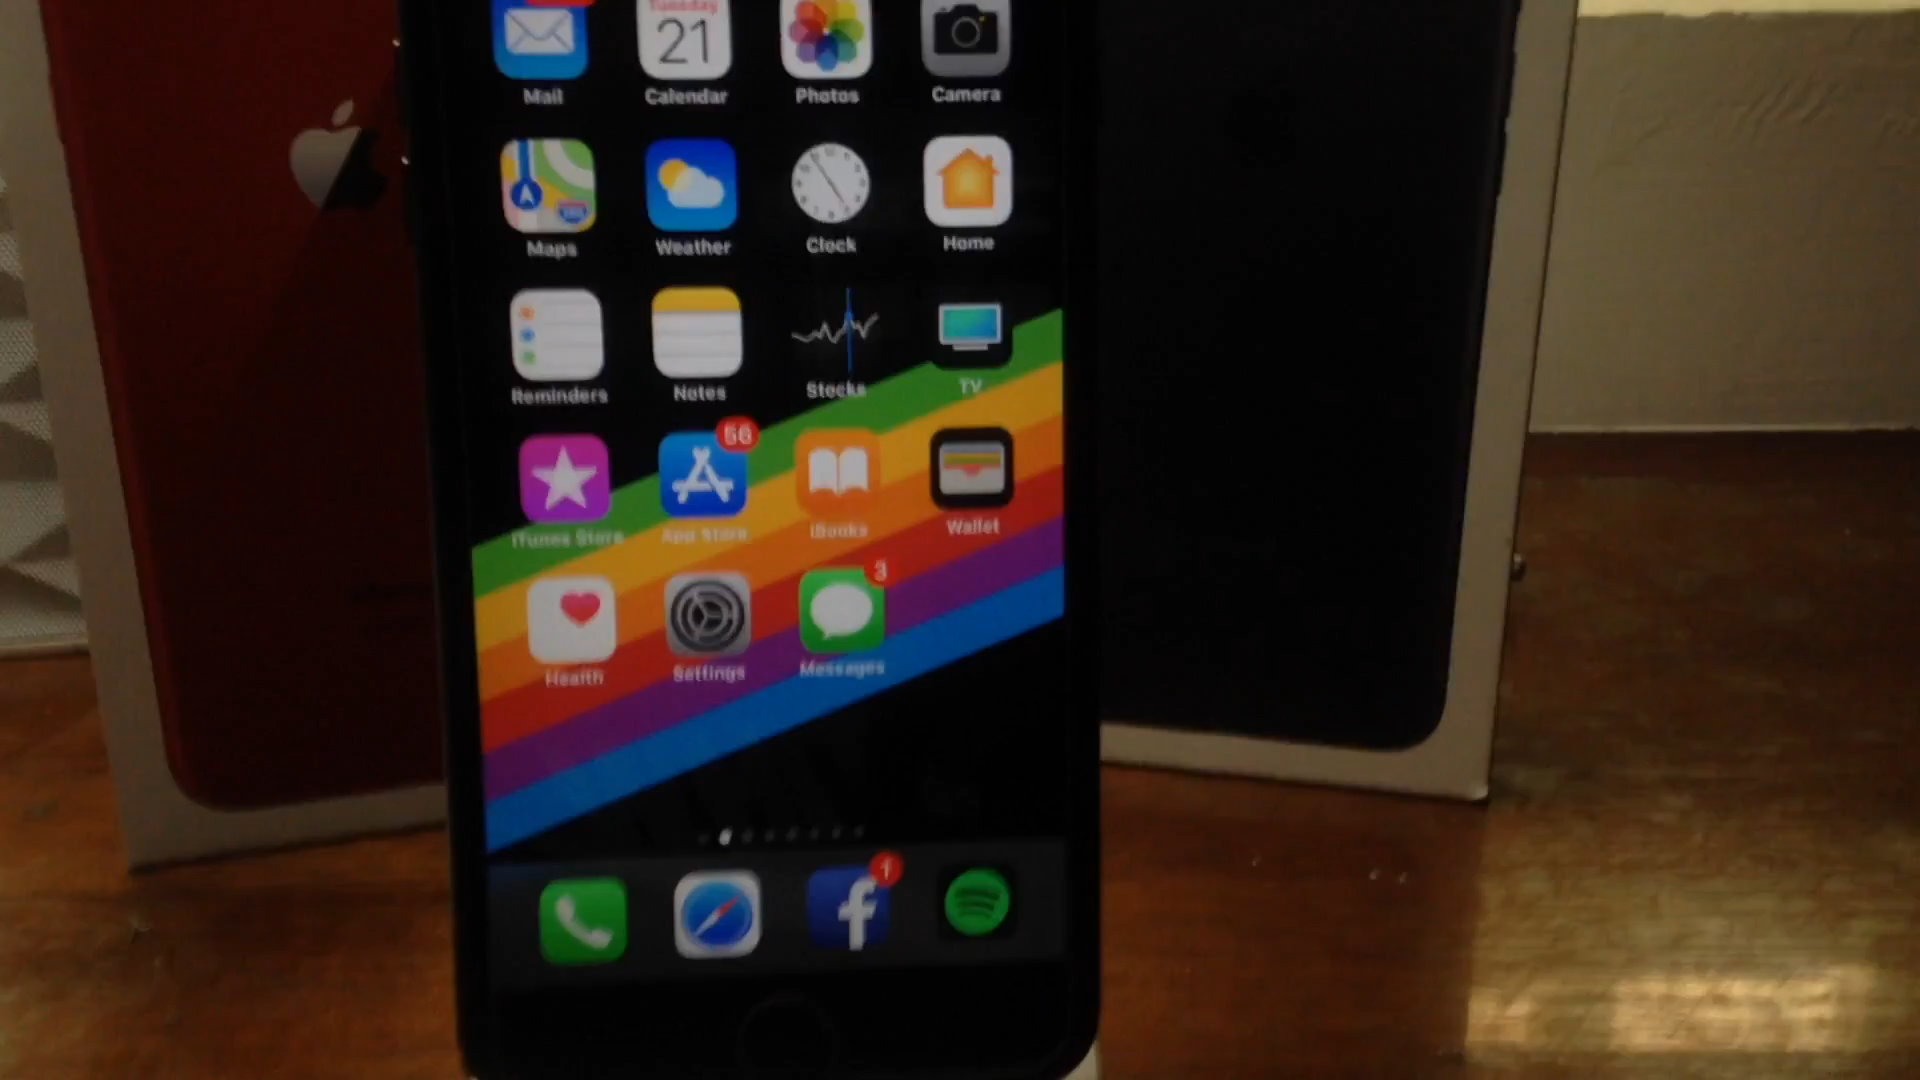 Tuesday
21
Mail Calendar Photos Camera
Maps Weather Clock Home
Reminders Notes Stocks TV
56
iTunes Store App Store iBooks Wallet
3
Health Settings Messages
1